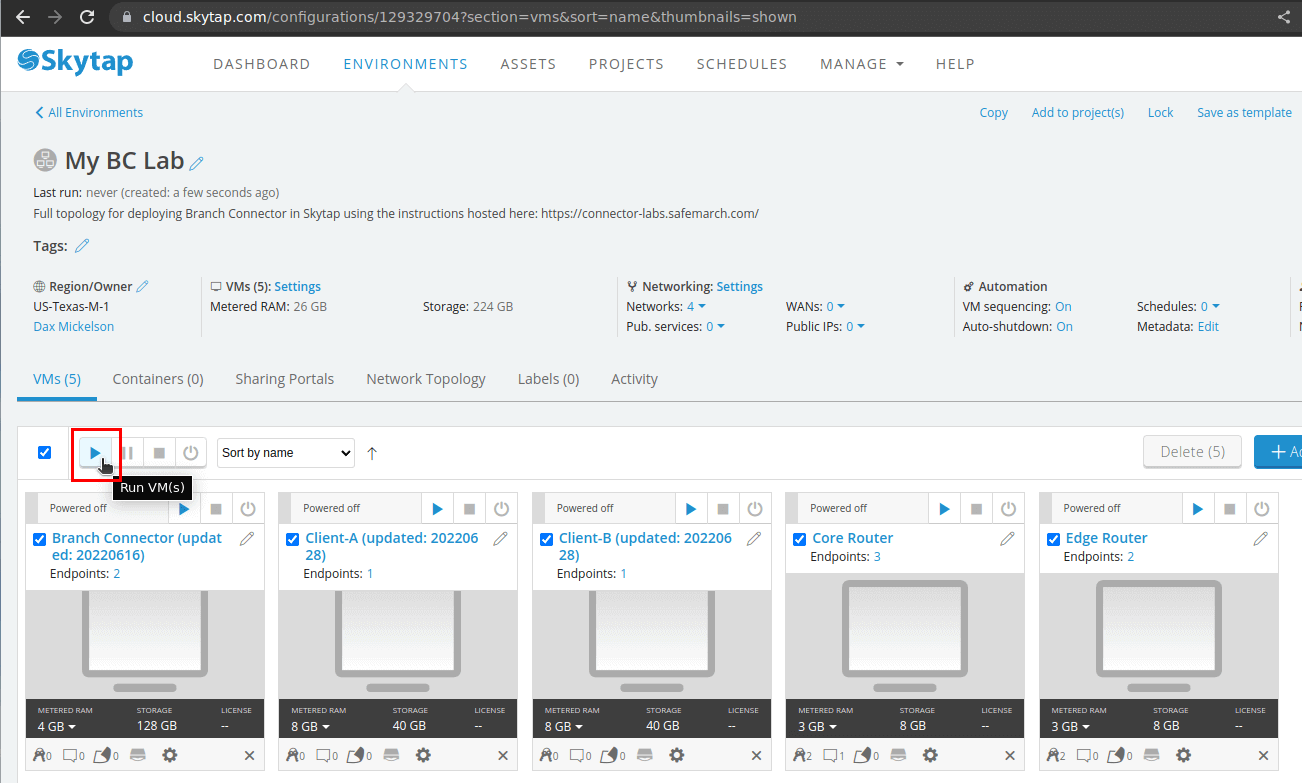 cloud.skytap.com/configurations/129329704?section=vms&sort=name&thumbnails=shown
Skytap DASHBOARD ENVIRONMENTS ASSETS PROJECTS SCHEDULES MANAGE HELP
All Environments Copy Add to project(s) Lock Save as template
My BC Lab
Last run: never (created: a few seconds ago)
Full topology for deploying Branch Connector in Skytap using the instructions hosted here: https://connector-labs.safemarch.com/
Tags:
Region/Owner VMs (5): Settings Networking: Settings Automation
US-Texas-M-1 Metered RAM: 26 GB Storage: 224 GB Networks: 4 WANs: 0 VM sequencing: On Schedules: 0
Dax Mickelson Pub. services: 0 Public IPs: 0 Auto-shutdown: On Metadata: Edit
VMs (5) Containers (0) Sharing Portals Network Topology Labels (0) Activity
Sort by name Delete (5)
Run VM(s)
Powered off Powered off Powered off Powered off Powered off
Branch Connector (updat Client-A (updated: 202206 Client-B (updated: 202206 Core Router Edge Router
ed: 20220616) 28) 28) Endpoints: 3 Endpoints: 2
Endpoints: 2 Endpoints: 1 Endpoints: 1
METERED RAM STORAGE LICENSE METERED RAM STORAGE LICENSE METERED RAM STORAGE LICENSE METERED RAM STORAGE LICENSE METERED RAM STORAGE LICENSE
4 GB 128 GB -- 8 GB 40 GB -- 8 GB 40 GB -- 3 GB 8 GB -- 3 GB 8 GB --
0 0 0 0 0 0 0 0 0 2 1 0 2 0 0